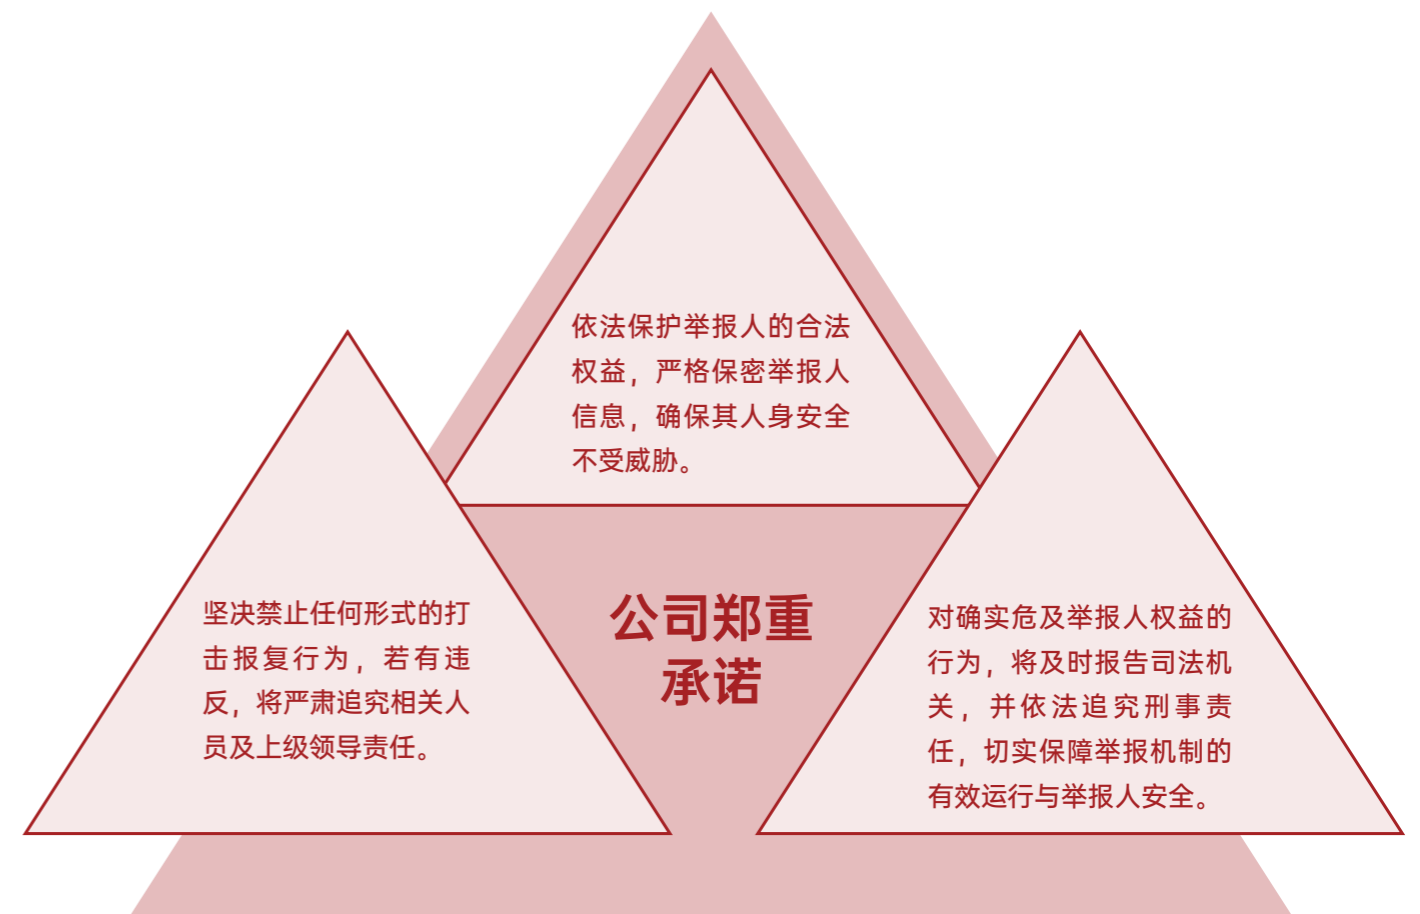 依法保护举报人的合法
权益，严格保密举报人
信息，确保其人身安全
不受威胁。
坚决禁止任何形式的打
击报复行为，若有违
反，将严肃追究相关人
员及上级领导责任。
公司郑重
承诺
对确实危及举报人权益的
行为，将及时报告司法机
关，并依法追究刑事责
任，切实保障举报机制的
有效运行与举报人安全。